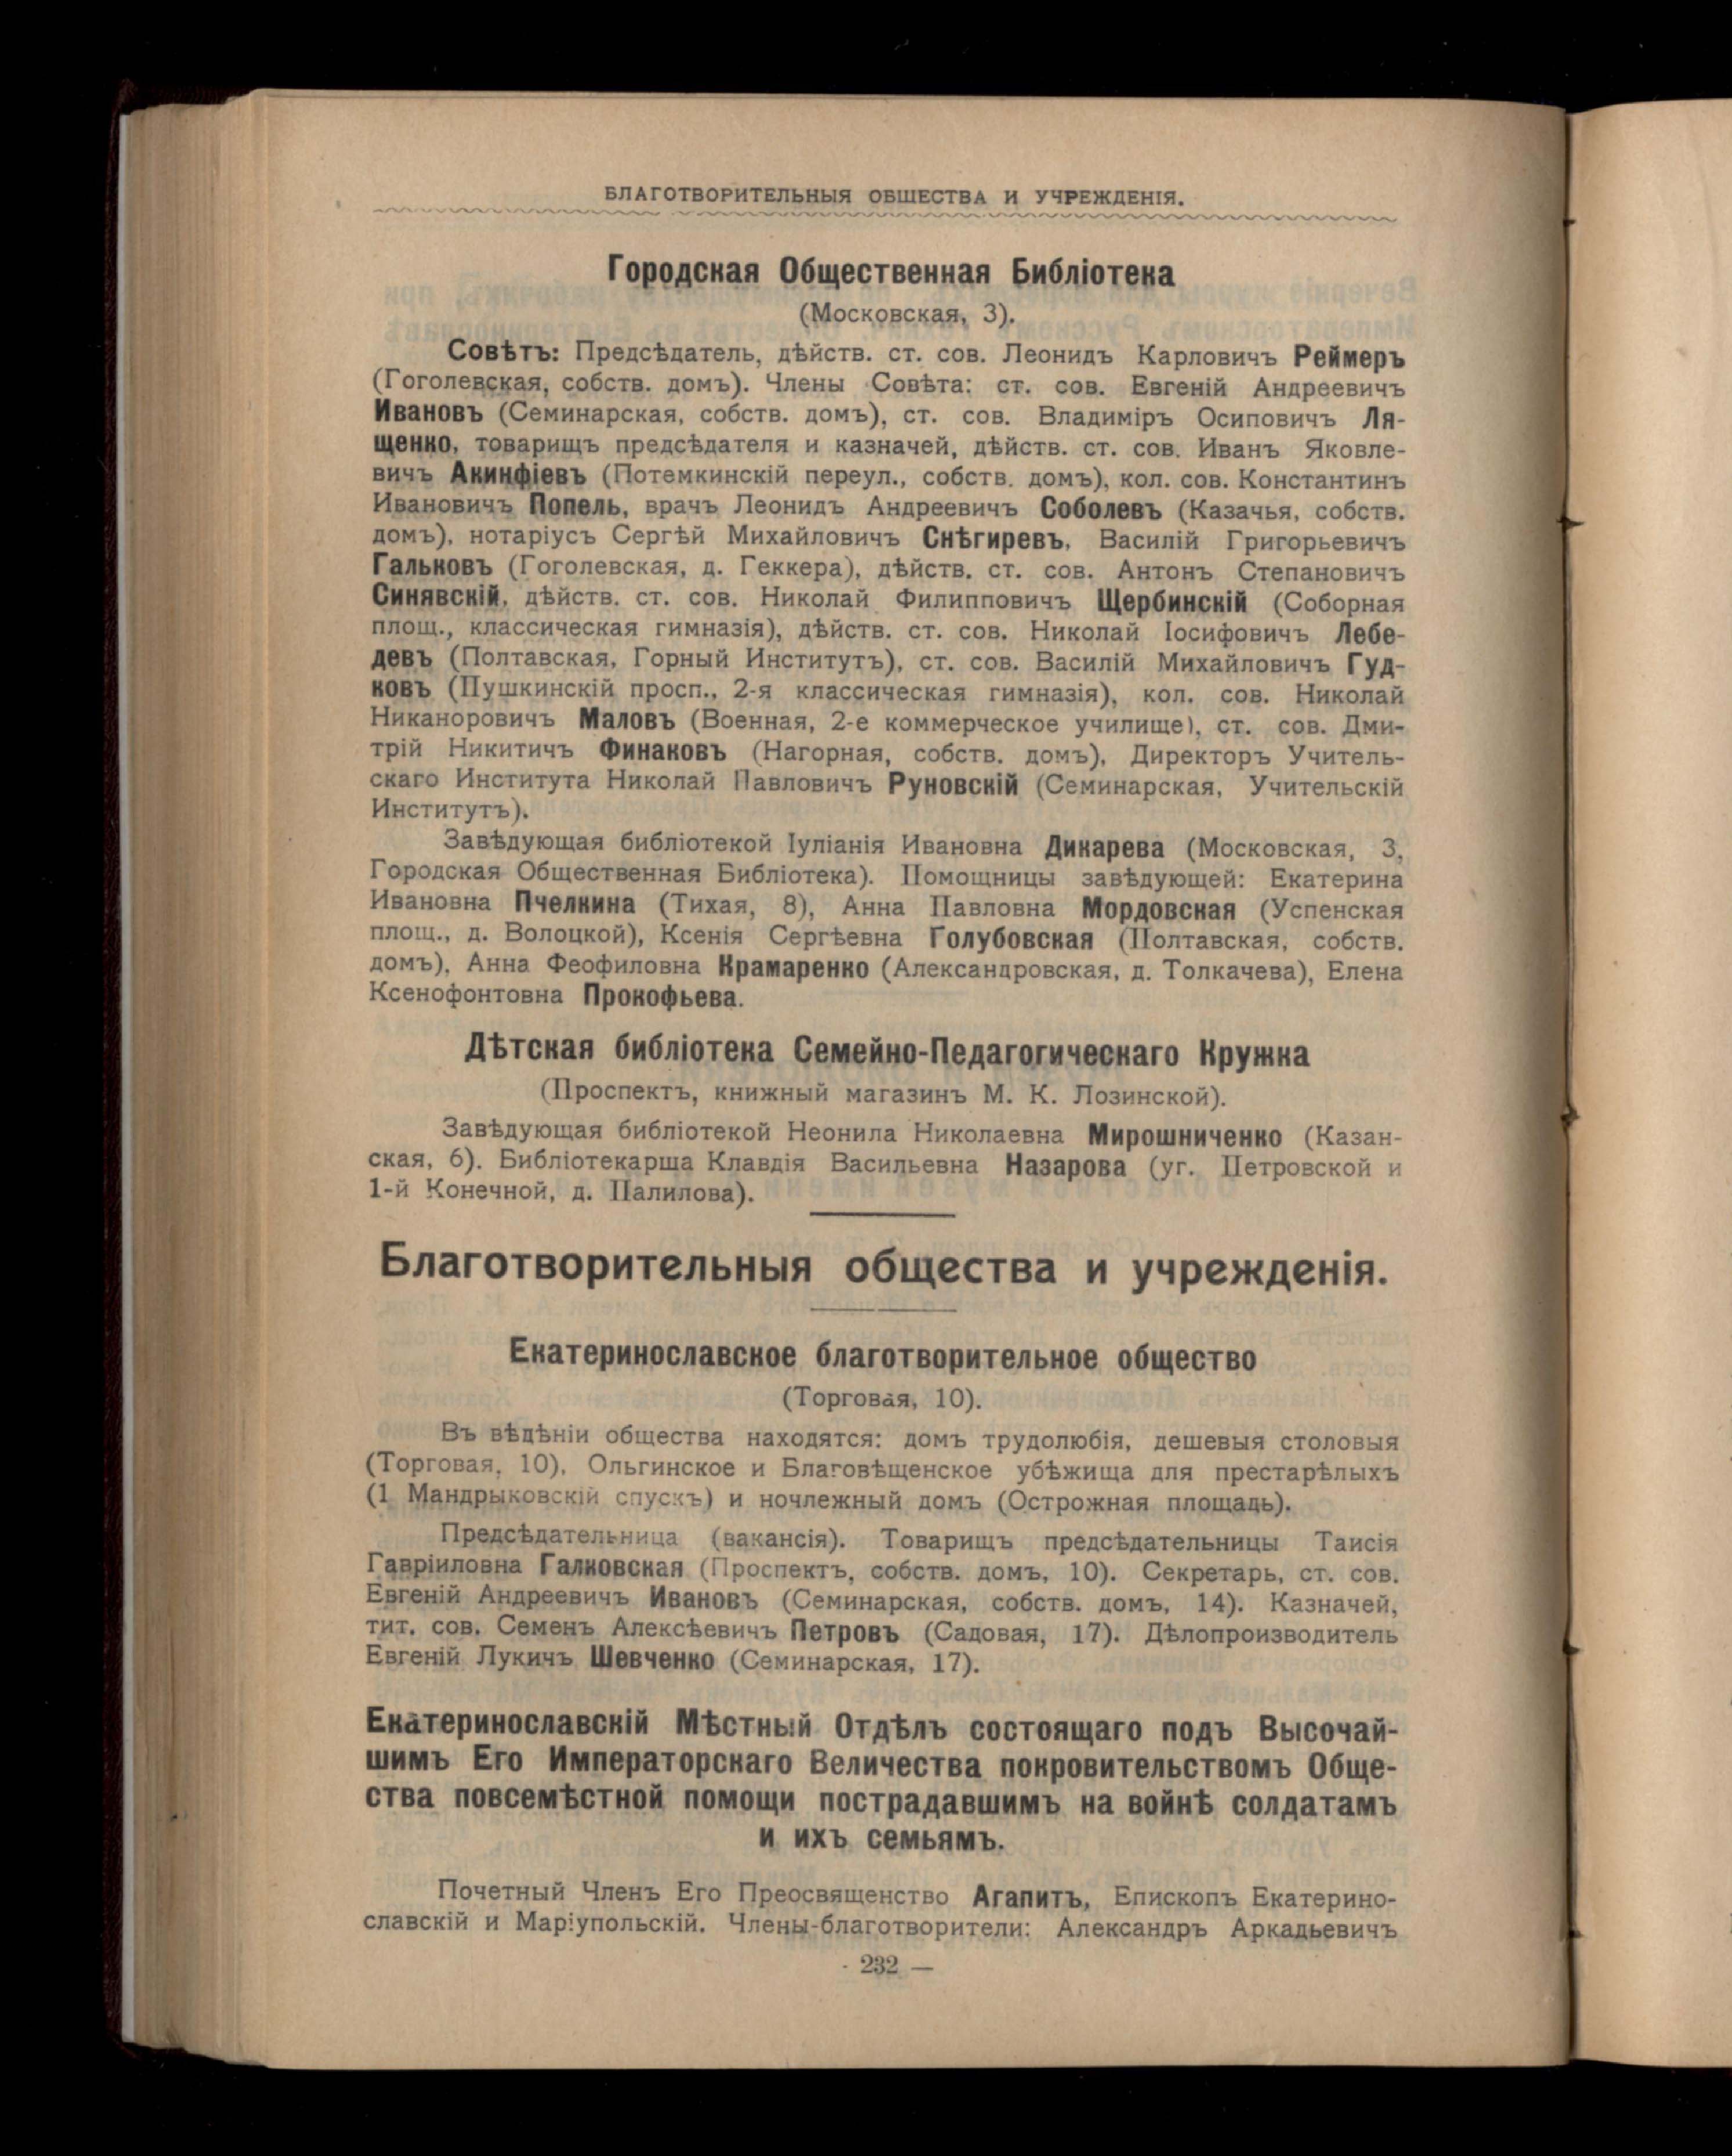 БЛАГОТВОРИТЕЛЬНЫЯ ОБЩЕСТВА И УЧРЕЖДЕНІЯ.
Городская Общественная Библіотека
(Московская, 3).
Совѣтъ: Предсѣдатель, дѣйств. ст. сов. Леонидъ Карловичъ Реймеръ
(Гоголевская, собств. домъ). Члены Совѣта: ст. сов. Евгеній Андреевичъ
Ивановъ (Семинарская, собств. домъ), ст. сов. Владиміръ Осиповичъ Ля-
щенко, товарищъ предсѣдателя и казначей, дѣйств. ст. сов. Иванъ Яковле-
вичъ Акинфіевъ (Потемкинскій переул., собств. домъ), кол. сов. Константинъ
Ивановичъ Попель, врачъ Леонидъ Андреевичъ Соболевъ (Казачья, собств.
домъ), нотаріусъ Сергѣй Михайловичъ Снѣгиревъ, Василій Григорьевичъ
Гальковъ (Гоголевская, д. Геккера), дѣйств. ст. сов. Антонъ Степановичъ
Синявскій, дѣйств. ст. сов. Николай Филипповичъ Щербинскій (Соборная
площ., классическая гимназія), дѣйств. ст. сов. Николай Іосифовичъ Лебе-
девъ (Полтавская, Горный Институтъ), ст. сов. Василій Михайловичъ Гуд-
ковъ (Пушкинскій просп., 2-я классическая гимназія), кол. сов. Николай
Никаноровичъ Маловъ (Военная, 2-е коммерческое училище), ст. сов. Дми-
трій Никитичъ Финаковъ (Нагорная, собств. домъ), Директоръ Учитель-
скаго Института Николай Павловичъ Руновскій (Семинарская, Учительскій
Институтъ).
Завѣдующая библіотекой Іуліанія Ивановна Дикарева (Московская, 3,
Городская Общественная Библіотека). Помощницы завѣдующей: Екатерина
Ивановна Пчелкина (Тихая, 8), Анна Павловна Мордовская (Успенская
площ., д. Волоцкой), Ксенія Сергѣевна Голубовская (Полтавская, собств.
домъ), Анна Феофиловна Крамаренко (Александровская, д. Толкачева), Елена
Ксенофонтовна Прокофьева.
Дѣтская библіотека Семейно-Педагогическаго Кружка
(Проспектъ, книжный магазинъ М. К. Лозинской).
Завѣдующая библіотекой Неонила Николаевна Мирошниченко (Казан-
ская, 6). Библіотекарша Клавдія Васильевна Назарова (уг. Петровской и
1-й Конечной, д. Палилова).
Благотворительныя общества и учрежденія.
Екатеринославское благотворительное общество
(Торговая, 10).
Въ вѣдѣніи общества находятся: домъ трудолюбія, дешевыя столовыя
(Торговая, 10), Ольгинское и Благовѣщенское убѣжища для престарѣлыхъ
(1 Мандрыковскій спускъ) и ночлежный домъ (Острожная площадь).
Предсѣдательница (вакансія). Товарищъ предсѣдательницы Таисія
Гавріиловна Галковская (Проспектъ, собств. домъ, 10). Секретарь, ст. сов.
Евгеній Андреевичъ Ивановъ (Семинарская, собств. домъ, 14). Казначей,
тит. сов. Семенъ Алексѣевичъ Петровъ (Садовая, 17). Дѣлопроизводитель
Евгеній Лукичъ Шевченко (Семинарская, 17).
Екатеринославскій Мѣстный Отдѣлъ состоящаго подъ Высочай-
шимъ Его Императорскаго Величества покровительствомъ Обще-
ства повсемѣстной помощи пострадавшимъ на войнѣ солдатамъ
и ихъ семьямъ.
Почетный Членъ Его Преосвященство Агапитъ, Епископъ Екатерино-
славскій и Маріупольскій. Члены-благотворители: Александръ Аркадьевичъ
- 232 —